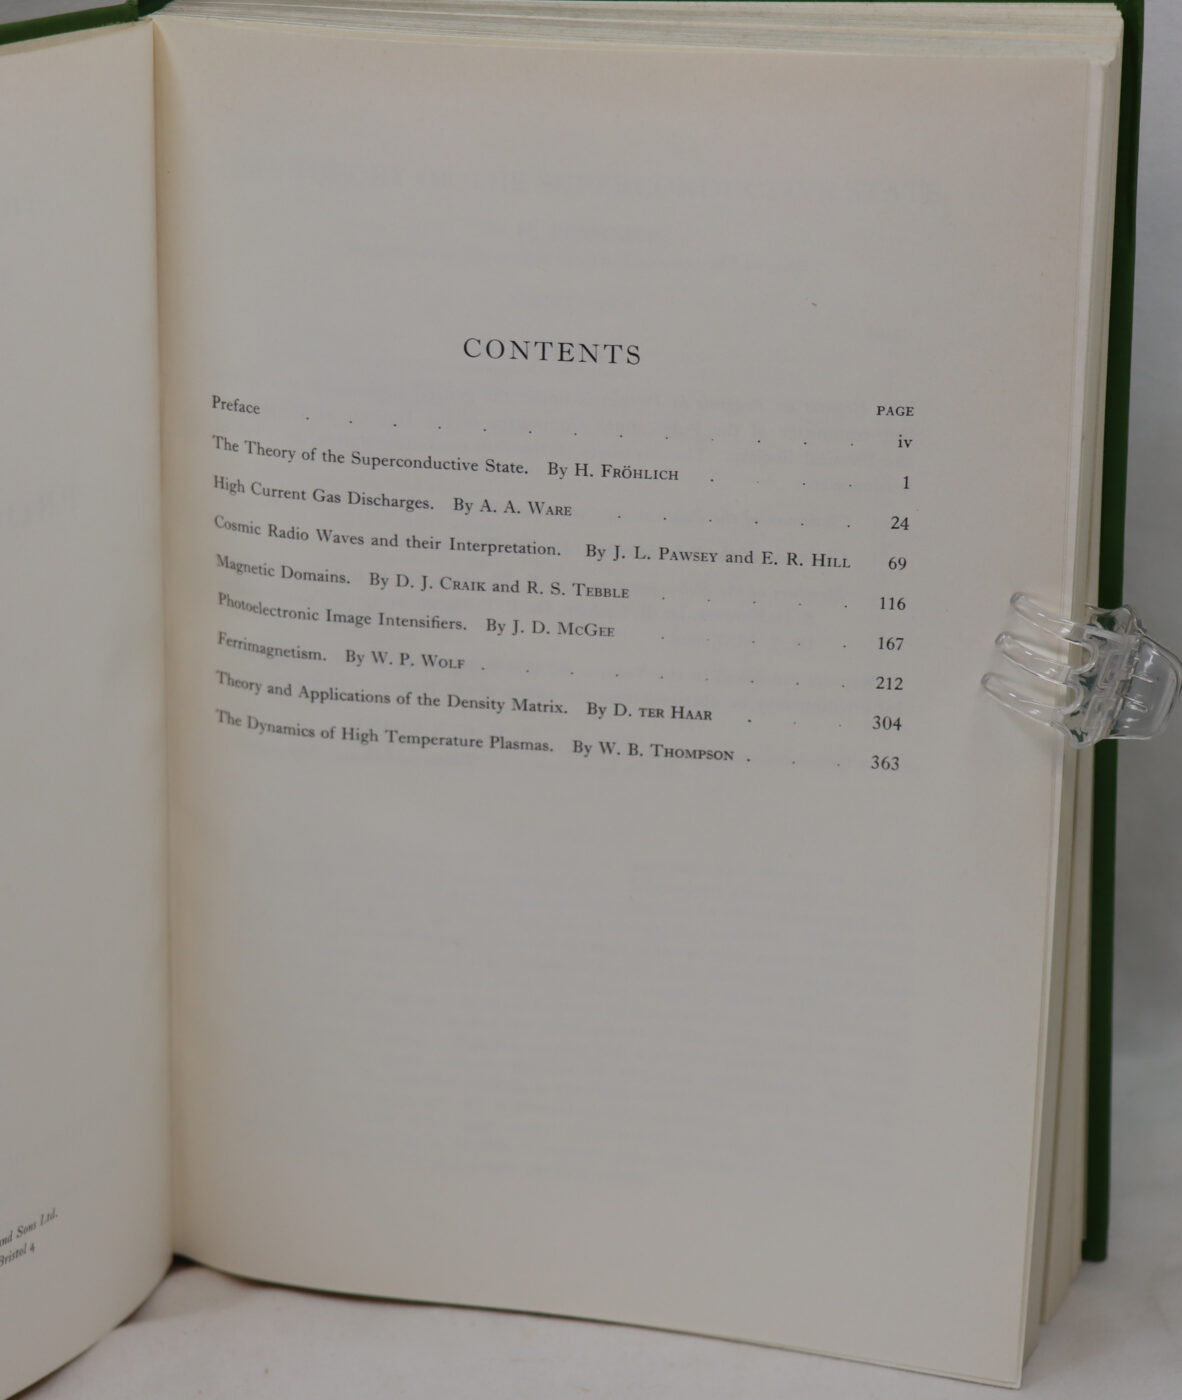 CONTENTS
PAGE
Preface . . . . . . . . . . . . . iv
The Theory of the Superconductive State. By H. FRÖHLICH . . . . 1
High Current Gas Discharges. By A. A. WARE . . . . . . 24
Cosmic Radio Waves and their Interpretation. By J. L. PAWSEY and E. R. HILL 69
Magnetic Domains. By D. J. CRAIK and R. S. TEBBLE . . . . . 116
Photoelectronic Image Intensifiers. By J. D. MCGEE . . . . . 167
Ferrimagnetism. By W. P. WOLF . . . . . . . . . 212
Theory and Applications of the Density Matrix. By D. TER HAAR . . . 304
The Dynamics of High Temperature Plasmas. By W. B. THOMPSON . . . 363
and Sons Ltd.
Bristol 4